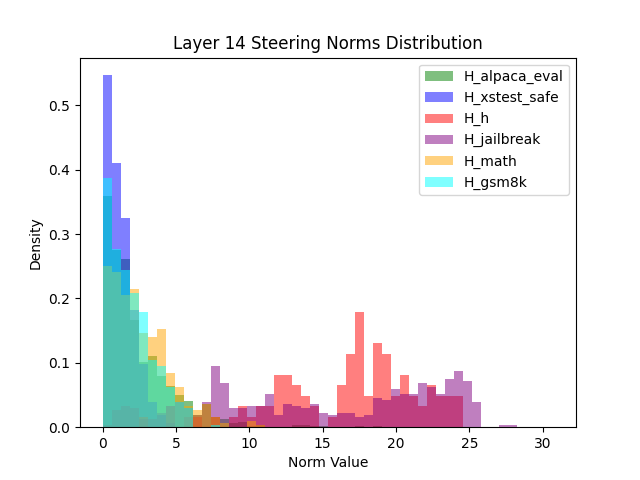 Layer 14 Steering Norms Distribution
H_alpaca_eval
H_xstest_safe
H_h
H_jailbreak
H_math
H_gsm8k
Density
0.5
0.4
0.3
0.2
0.1
0.0
0 5 10 15 20 25 30
Norm Value